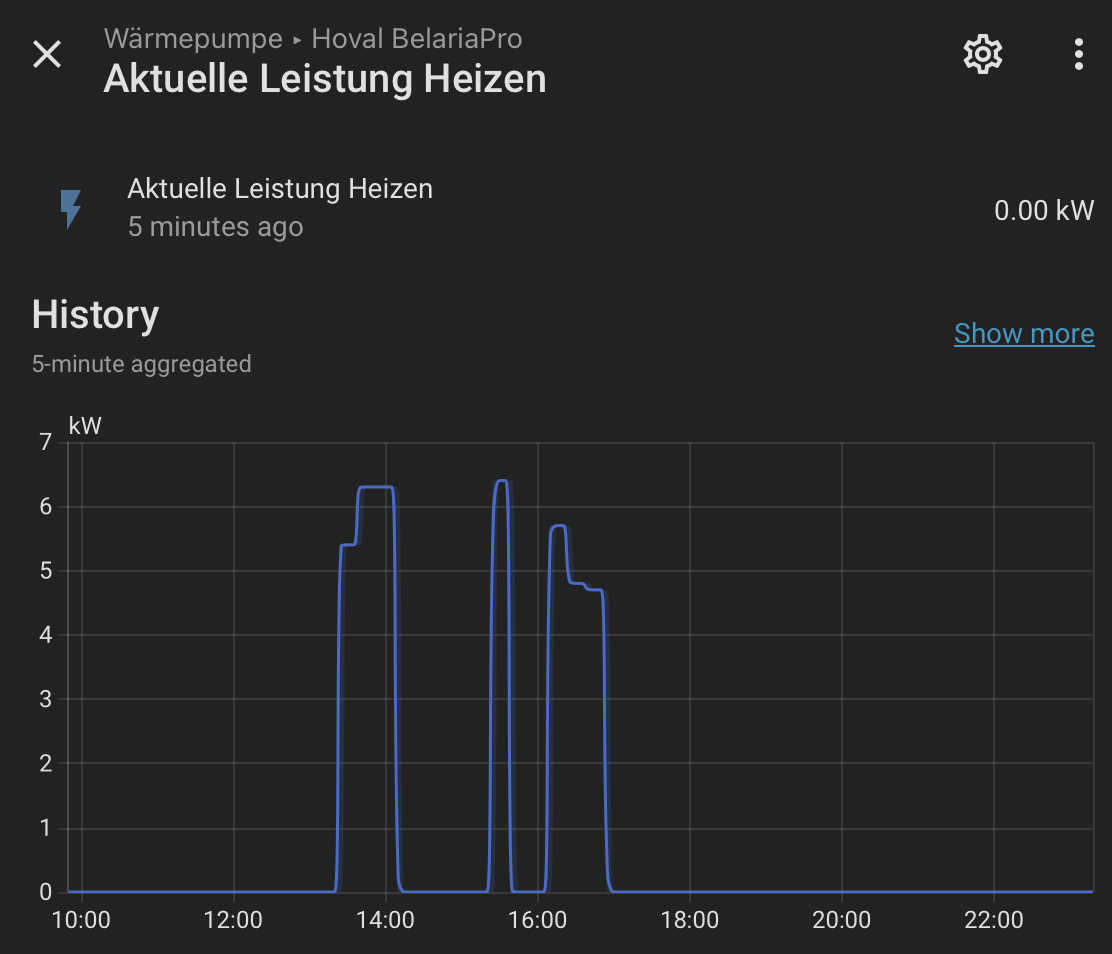 Wärmepumpe ▸ Hoval BelariaPro
Aktuelle Leistung Heizen
Aktuelle Leistung Heizen
5 minutes ago
0.00 kW
History
Show more
5-minute aggregated
kW
7
6
5
4
3
2
1
0
10:00 12:00 14:00 16:00 18:00 20:00 22:00